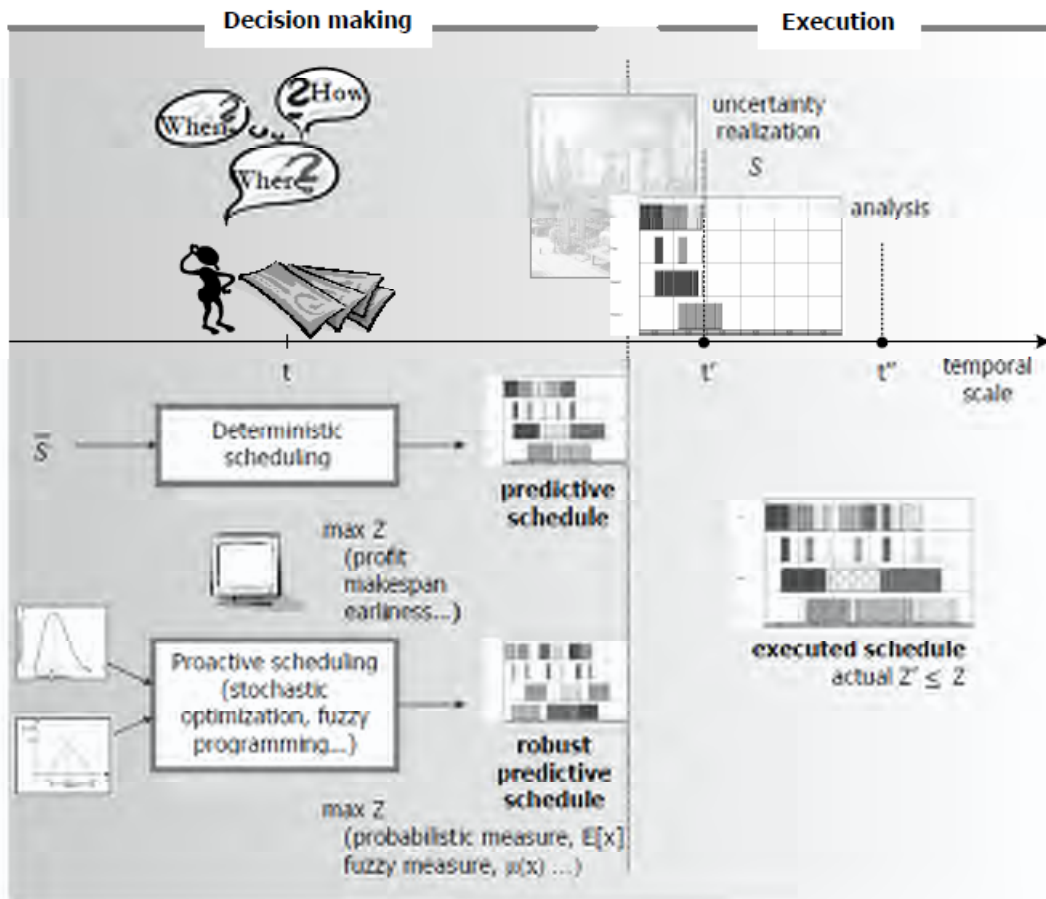 Decision making
Execution
When?
? How
Where?
uncertainty
realization
S
analysis
t
t'
t"
temporal
scale
S̅
Deterministic
scheduling
predictive
schedule
max Z
(profit
makespan
earliness...)
Proactive scheduling
(stochastic
optimization, fuzzy
programming...)
robust
predictive
schedule
max Z
(probabilistic measure, E[x]
fuzzy measure, μ(x) ...)
executed schedule
actual Z' ≤ Z